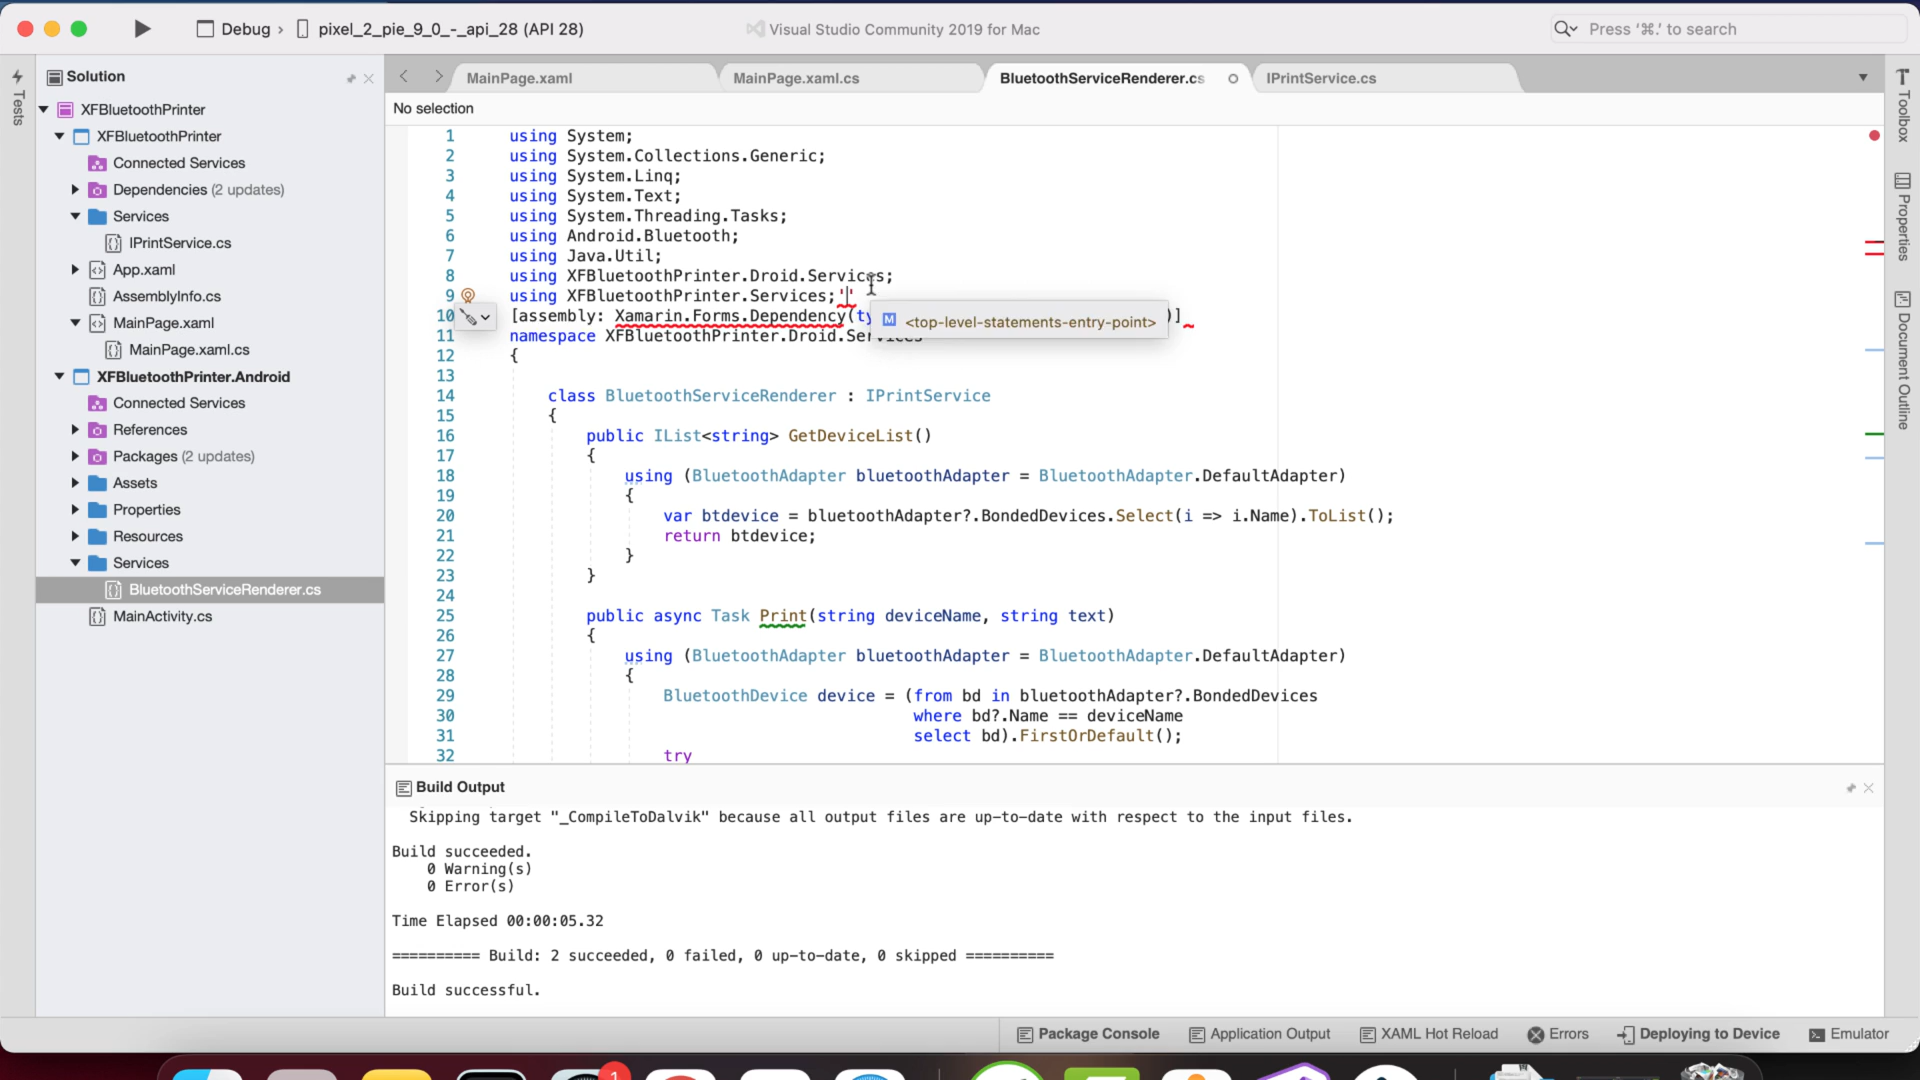 Debug › pixel_2_pie_9_0_-_api_28 (API 28)
Visual Studio Community 2019 for Mac
Press '⌘.' to search
Tests
Solution
XFBluetoothPrinter
XFBluetoothPrinter
Connected Services
Dependencies (2 updates)
Services
IPrintService.cs
App.xaml
AssemblyInfo.cs
MainPage.xaml
MainPage.xaml.cs
XFBluetoothPrinter.Android
Connected Services
References
Packages (2 updates)
Assets
Properties
Resources
Services
BluetoothServiceRenderer.cs
MainActivity.cs
MainPage.xaml
MainPage.xaml.cs
BluetoothServiceRenderer.cs
IPrintService.cs
No selection
1 using System;
2 using System.Collections.Generic;
3 using System.Linq;
4 using System.Text;
5 using System.Threading.Tasks;
6 using Android.Bluetooth;
7 using Java.Util;
8 using XFBluetoothPrinter.Droid.Services;
9 using XFBluetoothPrinter.Services;''
10 [assembly: Xamarin.Forms.Dependency(ty )]
M <top-level-statements-entry-point>
11 namespace XFBluetoothPrinter.Droid.Services
12 {
13
14 class BluetoothServiceRenderer : IPrintService
15 {
16 public IList<string> GetDeviceList()
17 {
18 using (BluetoothAdapter bluetoothAdapter = BluetoothAdapter.DefaultAdapter)
19 {
20 var btdevice = bluetoothAdapter?.BondedDevices.Select(i => i.Name).ToList();
21 return btdevice;
22 }
23 }
24
25 public async Task Print(string deviceName, string text)
26 {
27 using (BluetoothAdapter bluetoothAdapter = BluetoothAdapter.DefaultAdapter)
28 {
29 BluetoothDevice device = (from bd in bluetoothAdapter?.BondedDevices
30 where bd?.Name == deviceName
31 select bd).FirstOrDefault();
32 try
Toolbox
Properties
Document Outline
Build Output
Skipping target "_CompileToDalvik" because all output files are up-to-date with respect to the input files.
Build succeeded.
0 Warning(s)
0 Error(s)
Time Elapsed 00:00:05.32
========== Build: 2 succeeded, 0 failed, 0 up-to-date, 0 skipped ==========
Build successful.
Package Console
Application Output
XAML Hot Reload
Errors
Deploying to Device
Emulator
1